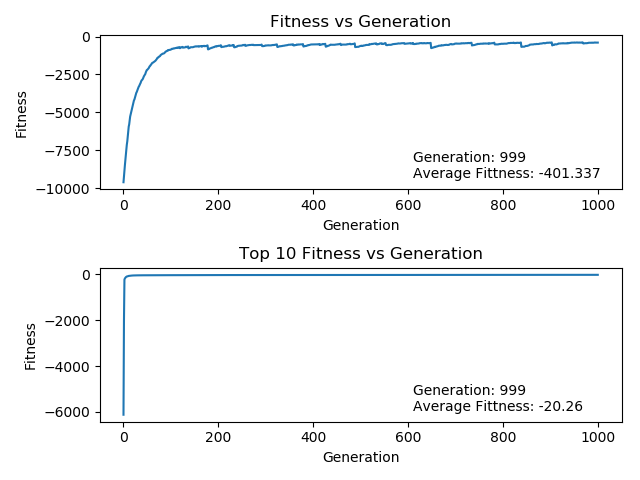 Fitness vs Generation
0
−2500
−5000
−7500
−10000
Fitness
Generation: 999
Average Fittness: -401.337
0 200 400 600 800 1000
Generation
Top 10 Fitness vs Generation
0
−2000
−4000
−6000
Fitness
Generation: 999
Average Fittness: -20.26
0 200 400 600 800 1000
Generation